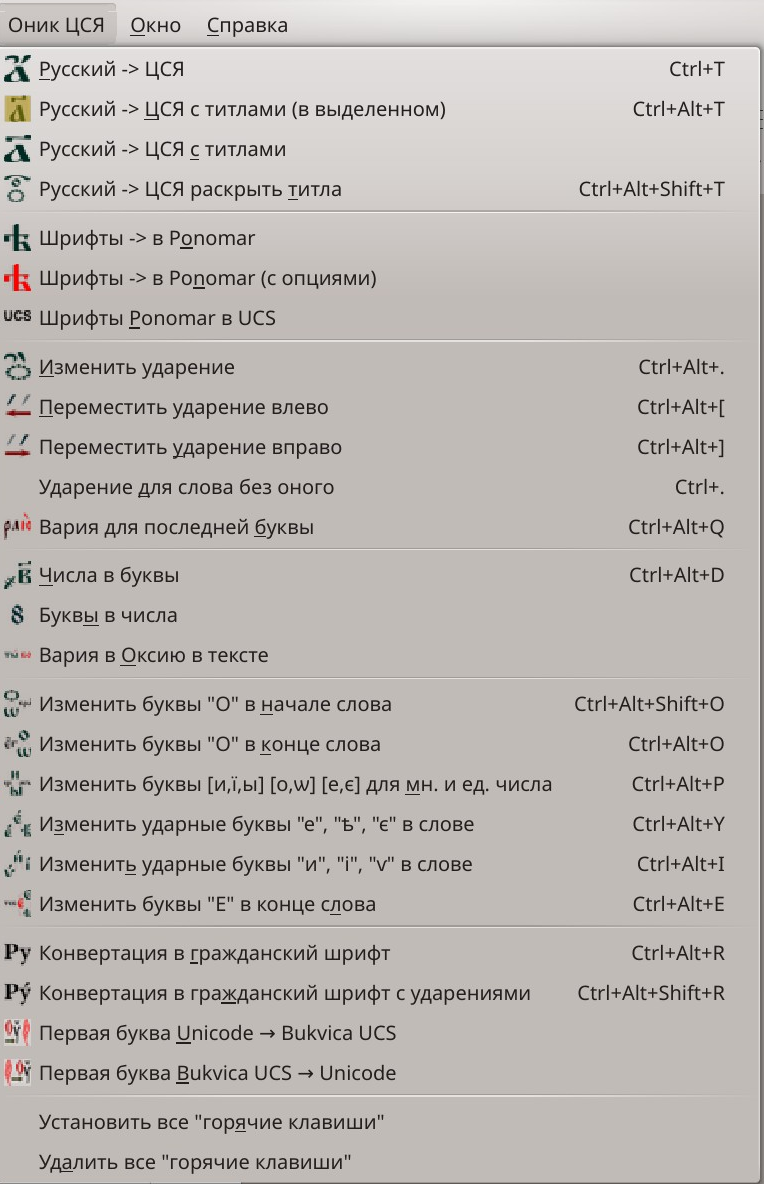 Оник ЦСЯ Окно Справка
Русский -> ЦСЯ Ctrl+T
Русский -> ЦСЯ с титлами (в выделенном) Ctrl+Alt+T
Русский -> ЦСЯ с титлами
Русский -> ЦСЯ раскрыть титла Ctrl+Alt+Shift+T
Шрифты -> в Ponomar
Шрифты -> в Ponomar (с опциями)
UCS Шрифты Ponomar в UCS
Изменить ударение Ctrl+Alt+.
Переместить ударение влево Ctrl+Alt+[
Переместить ударение вправо Ctrl+Alt+]
Ударение для слова без оного Ctrl+.
Вария для последней буквы Ctrl+Alt+Q
Числа в буквы Ctrl+Alt+D
Буквы в числа
Вария в Оксию в тексте
Изменить буквы "О" в начале слова Ctrl+Alt+Shift+O
Изменить буквы "О" в конце слова Ctrl+Alt+O
Изменить буквы [и,ї,ы] [о,ѡ] [е,є] для мн. и ед. числа Ctrl+Alt+P
Изменить ударные буквы "е", "ѣ", "є" в слове Ctrl+Alt+Y
Изменить ударные буквы "и", "і", "ѵ" в слове Ctrl+Alt+I
Изменить буквы "Е" в конце слова Ctrl+Alt+E
Ру Конвертация в гражданский шрифт Ctrl+Alt+R
Ру́ Конвертация в гражданский шрифт с ударениями Ctrl+Alt+Shift+R
Первая буква Unicode → Bukvica UCS
Первая буква Bukvica UCS → Unicode
Установить все "горячие клавиши"
Удалить все "горячие клавиши"